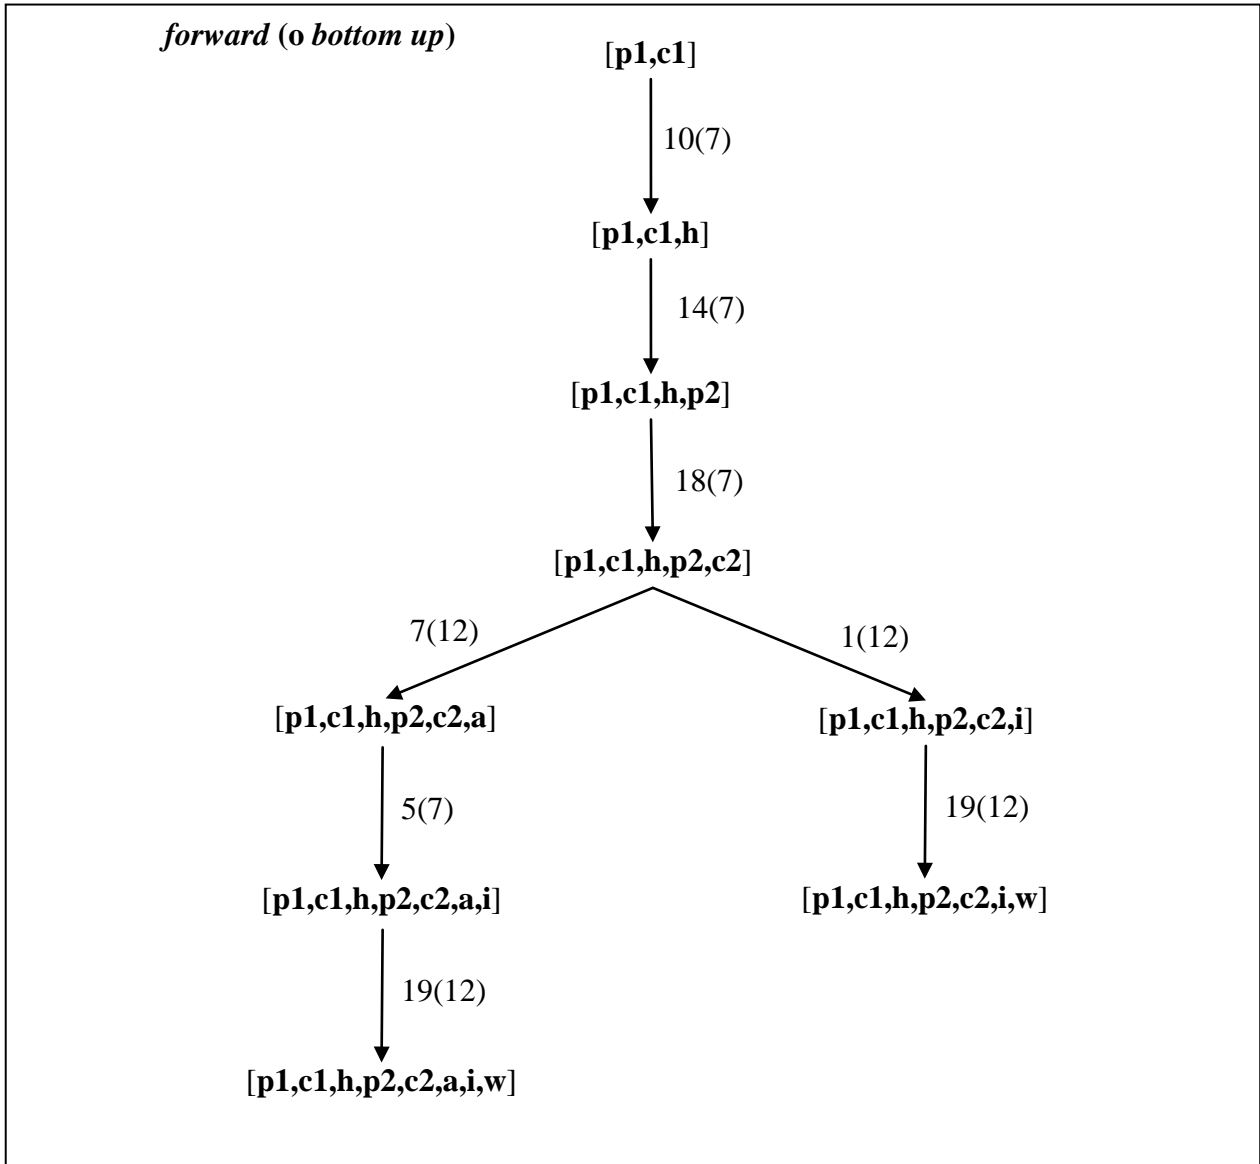 forward (o bottom up)
[p1,c1]
10(7)
[p1,c1,h]
14(7)
[p1,c1,h,p2]
18(7)
[p1,c1,h,p2,c2]
7(12)
1(12)
[p1,c1,h,p2,c2,a]
[p1,c1,h,p2,c2,i]
5(7)
19(12)
[p1,c1,h,p2,c2,a,i]
[p1,c1,h,p2,c2,i,w]
19(12)
[p1,c1,h,p2,c2,a,i,w]